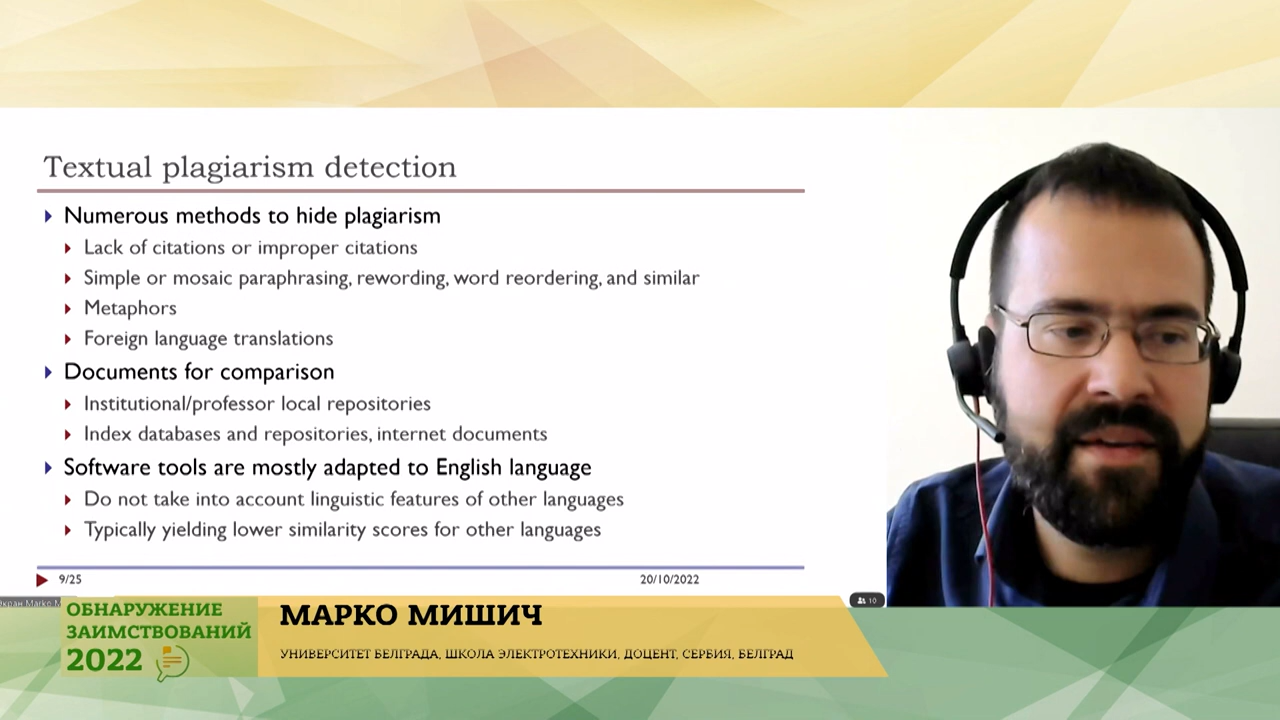 Textual plagiarism detection
Numerous methods to hide plagiarism
Lack of citations or improper citations
Simple or mosaic paraphrasing, rewording, word reordering, and similar
Metaphors
Foreign language translations
Documents for comparison
Institutional/professor local repositories
Index databases and repositories, internet documents
Software tools are mostly adapted to English language
Do not take into account linguistic features of other languages
Typically yielding lower similarity scores for other languages
9/25
20/10/2022
экран Marko M
10
ОБНАРУЖЕНИЕ
ЗАИМСТВОВАНИЙ
2022
МАРКО МИШИЧ
УНИВЕРСИТЕТ БЕЛГРАДА, ШКОЛА ЭЛЕКТРОТЕХНИКИ, ДОЦЕНТ, СЕРБИЯ, БЕЛГРАД